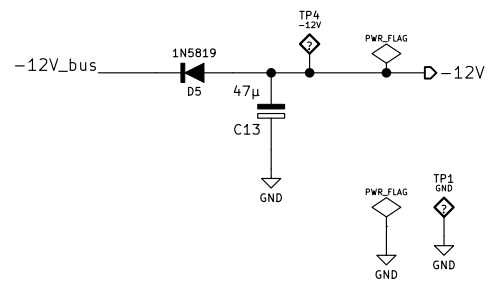 TP4
-12V
?
PWR_FLAG
1N5819
-12V_bus
D5
-12V
47µ
C13
GND
PWR_FLAG
TP1
GND
?
GND
GND